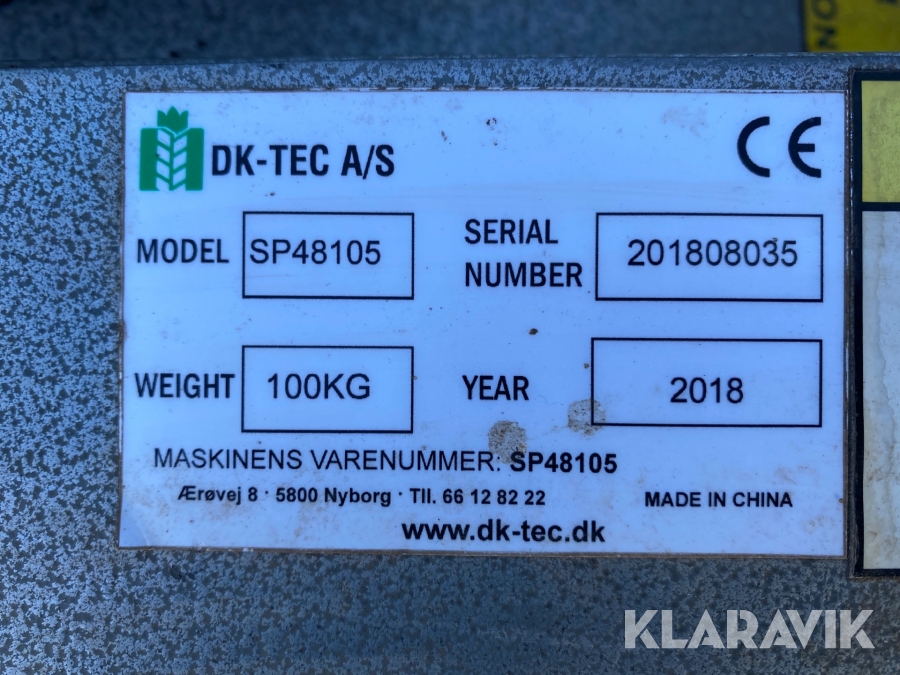 DK-TEC A/S
CE
MODEL SP48105
SERIAL NUMBER 201808035
WEIGHT 100KG
YEAR 2018
MASKINENS VARENUMMER: SP48105
Ærøvej 8 · 5800 Nyborg · Tll. 66 12 82 22
MADE IN CHINA
www.dk-tec.dk
KLARAVIK